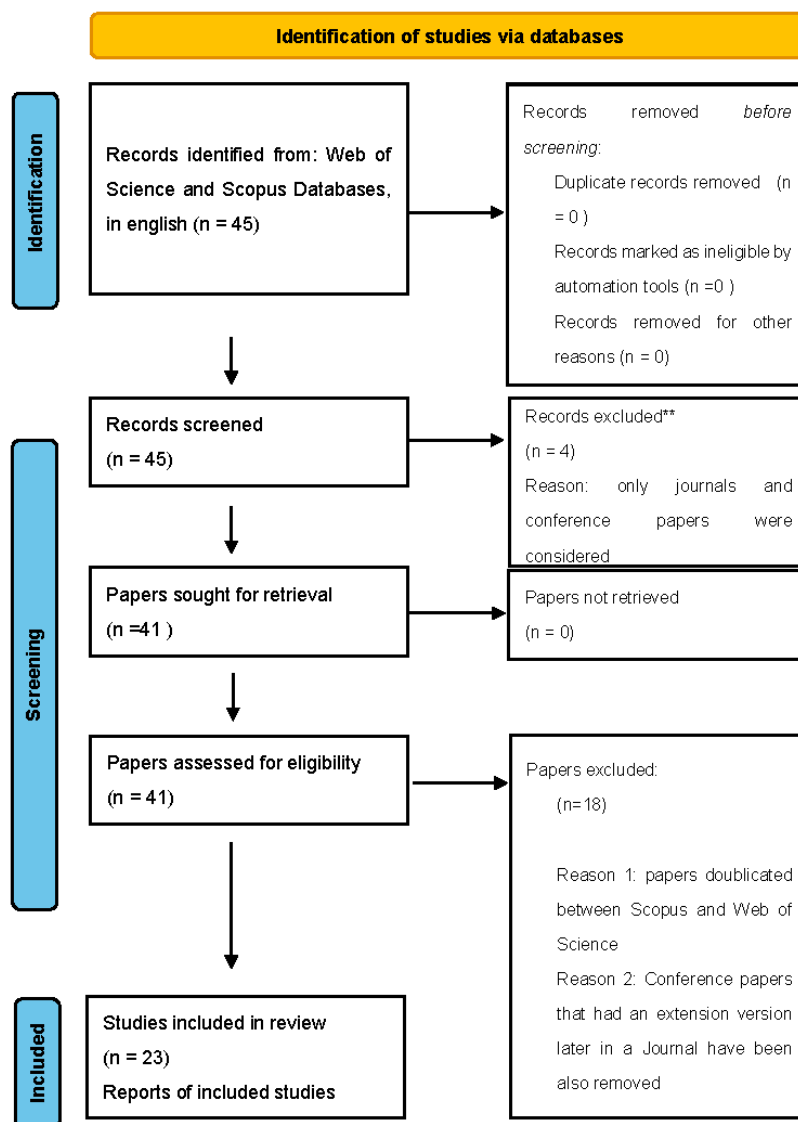 Identification of studies via databases
Identification
Records identified from: Web of
Science and Scopus Databases,
in english (n = 45)
Records removed before
screening:
Duplicate records removed (n
= 0 )
Records marked as ineligible by
automation tools (n =0 )
Records removed for other
reasons (n = 0)
Screening
Records screened
(n = 45)
Records excluded**
(n = 4)
Reason: only journals and
conference papers were
considered
Papers sought for retrieval
(n =41 )
Papers not retrieved
(n = 0)
Papers assessed for eligibility
(n = 41)
Papers excluded:
(n=18)
Reason 1: papers doublicated
between Scopus and Web of
Science
Reason 2: Conference papers
that had an extension version
later in a Journal have been
also removed
Included
Studies included in review
(n = 23)
Reports of included studies